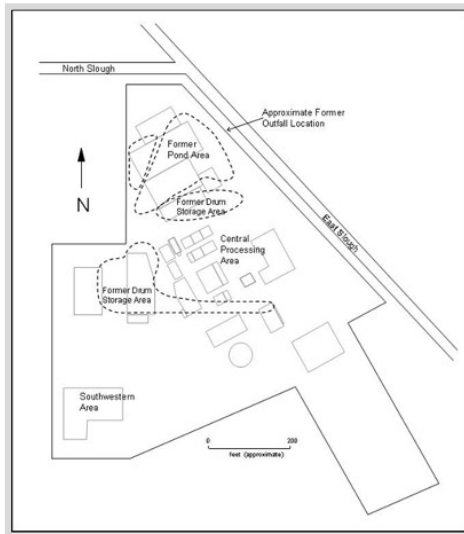 North Slough
Approximate Former
Outfall Location
Former
Pond Area
N
Former Drum
Storage Area
East Slough
Central
Processing
Area
Former Drum
Storage Area
Southwestern
Area
0
200
feet (approximate)